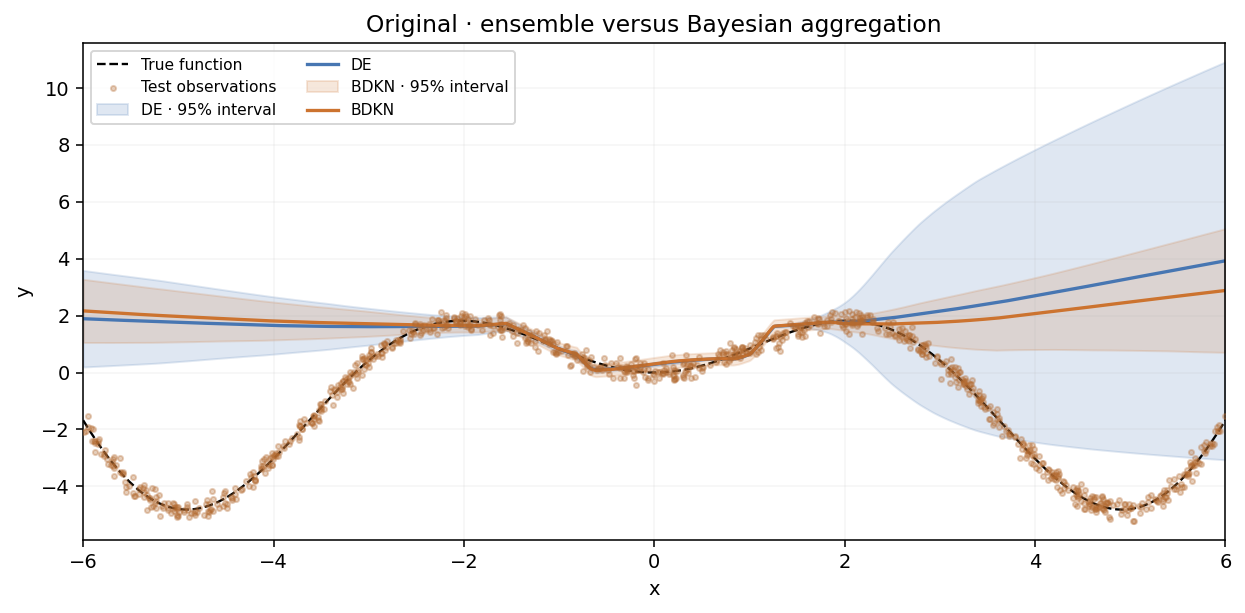 Original · ensemble versus Bayesian aggregation
True function
Test observations
DE · 95% interval
DE
BDKN · 95% interval
BDKN
y
10
8
6
4
2
0
−2
−4
−6 −4 −2 0 2 4 6
x